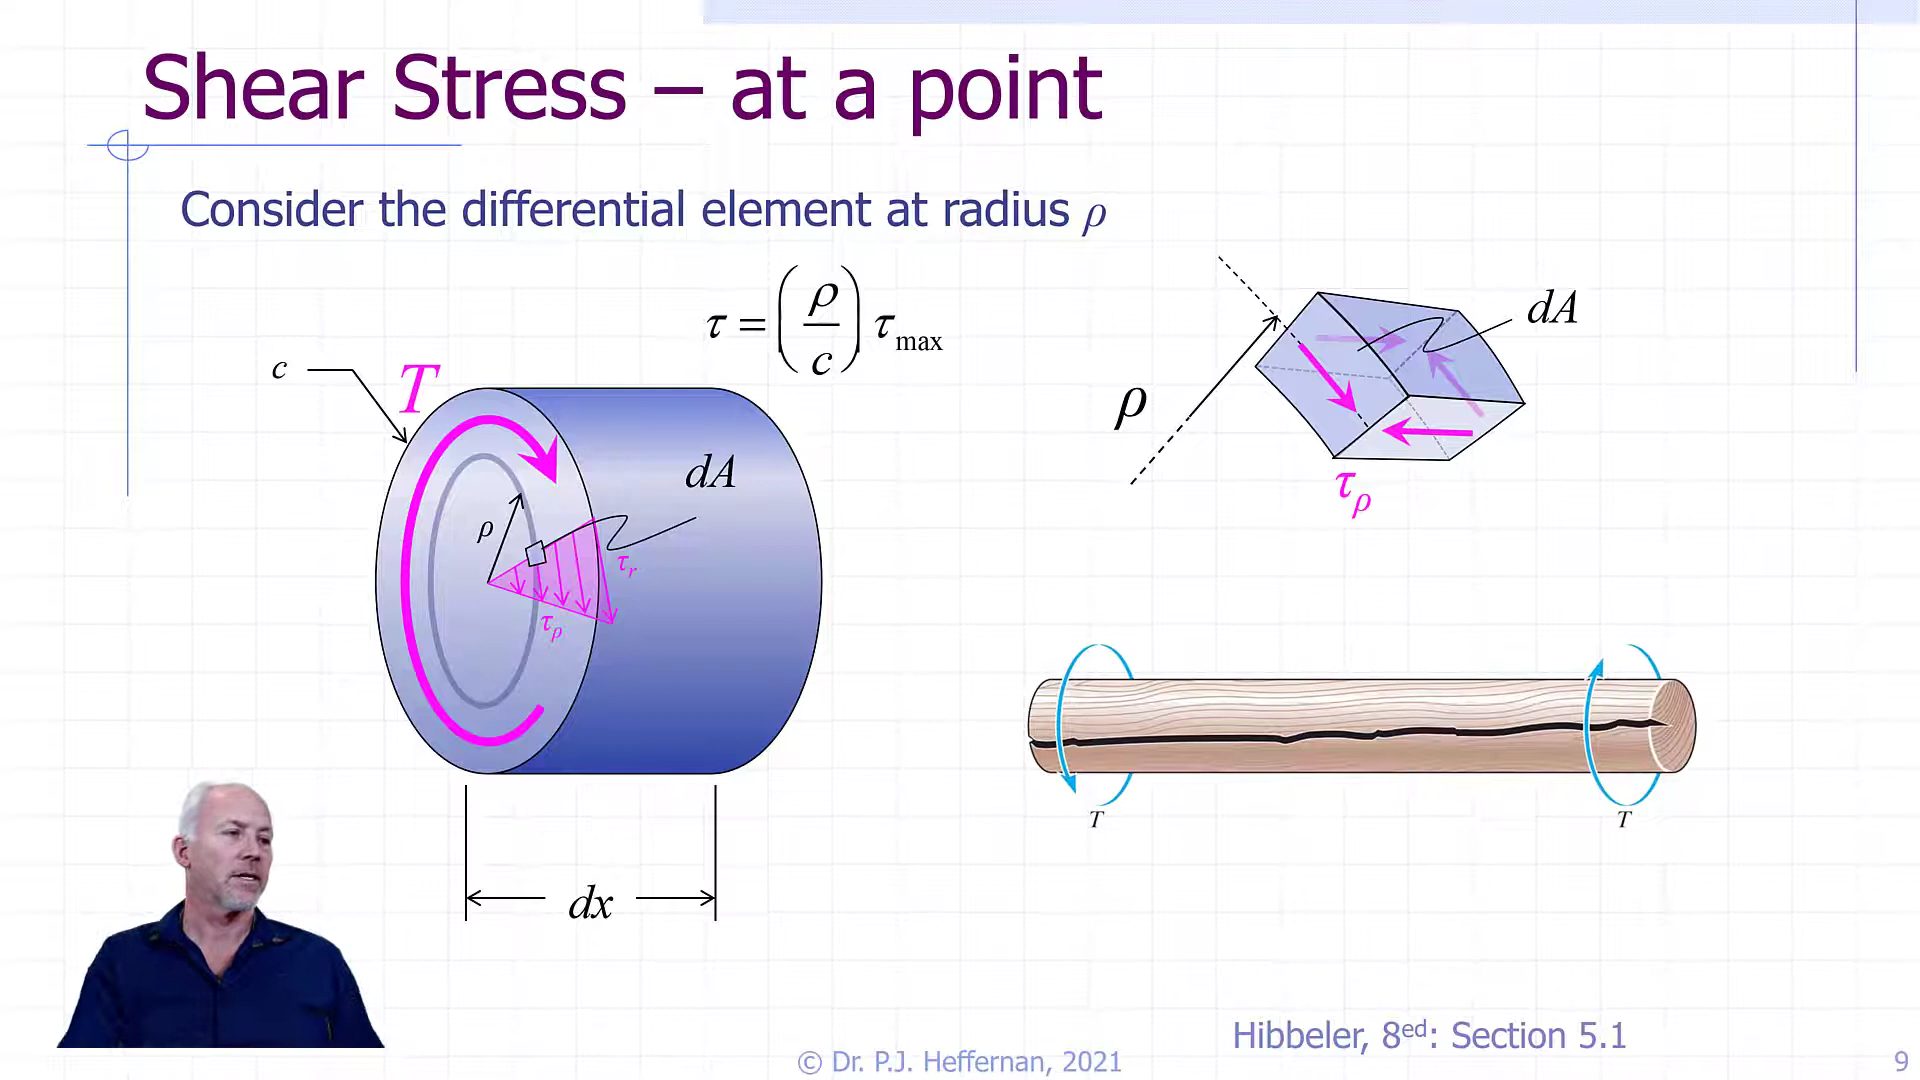 Shear Stress – at a point
Consider the differential element at radius ρ
τ = (ρ/c) τmax
c
T
dA
ρ
τr
τρ
dx
dA
ρ
τρ
T
T
Hibbeler, 8ed: Section 5.1
© Dr. P.J. Heffernan, 2021
9